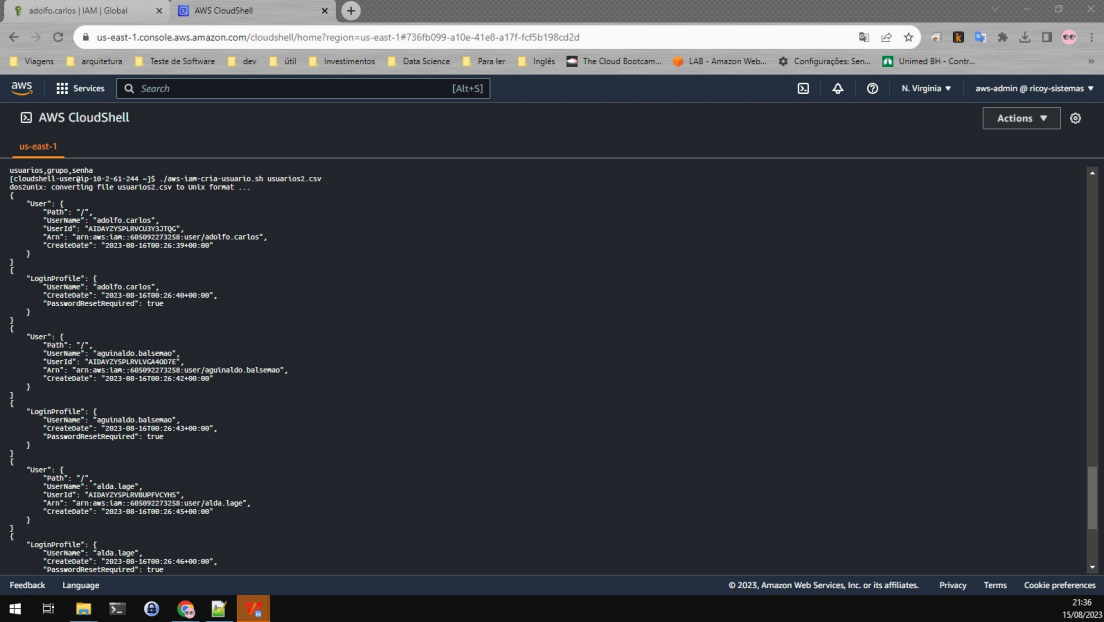 adolfo.carlos | IAM | Global
AWS CloudShell
us-east-1.console.aws.amazon.com/cloudshell/home?region=us-east-1#736fb099-a10e-41e8-a17f-fcf5b198cd2d
Viagens arquitetura Teste de Software dev útil Investimentos Data Science Para ler Inglês The Cloud Bootcam... LAB - Amazon Web... Configurações: Sen... Unimed BH - Contr... »
aws Services Search [Alt+S] N. Virginia ▼ aws-admin @ ricoy-sistemas ▼
AWS CloudShell Actions ▼
us-east-1
usuarios,grupo,senha
[cloudshell-user@ip-10-2-61-244 ~]$ ./aws-iam-cria-usuario.sh usuarios2.csv
dos2unix: converting file usuarios2.csv to Unix format ...
{
"User": {
"Path": "/",
"UserName": "adolfo.carlos",
"UserId": "AIDAYZYSPLRVCU3Y3JTQG",
"Arn": "arn:aws:iam::605092273258:user/adolfo.carlos",
"CreateDate": "2023-08-16T00:26:39+00:00"
}
}
{
"LoginProfile": {
"UserName": "adolfo.carlos",
"CreateDate": "2023-08-16T00:26:40+00:00",
"PasswordResetRequired": true
}
}
{
"User": {
"Path": "/",
"UserName": "aguinaldo.balsemao",
"UserId": "AIDAYZYSPLRVLVGA4OD7E",
"Arn": "arn:aws:iam::605092273258:user/aguinaldo.balsemao",
"CreateDate": "2023-08-16T00:26:42+00:00"
}
}
{
"LoginProfile": {
"UserName": "aguinaldo.balsemao",
"CreateDate": "2023-08-16T00:26:43+00:00",
"PasswordResetRequired": true
}
}
{
"User": {
"Path": "/",
"UserName": "alda.lage",
"UserId": "AIDAYZYSPLRVBUPFVCYHS",
"Arn": "arn:aws:iam::605092273258:user/alda.lage",
"CreateDate": "2023-08-16T00:26:45+00:00"
}
}
{
"LoginProfile": {
"UserName": "alda.lage",
"CreateDate": "2023-08-16T00:26:46+00:00",
"PasswordResetRequired": true
Feedback Language © 2023, Amazon Web Services, Inc. or its affiliates. Privacy Terms Cookie preferences
21:36
15/08/2023